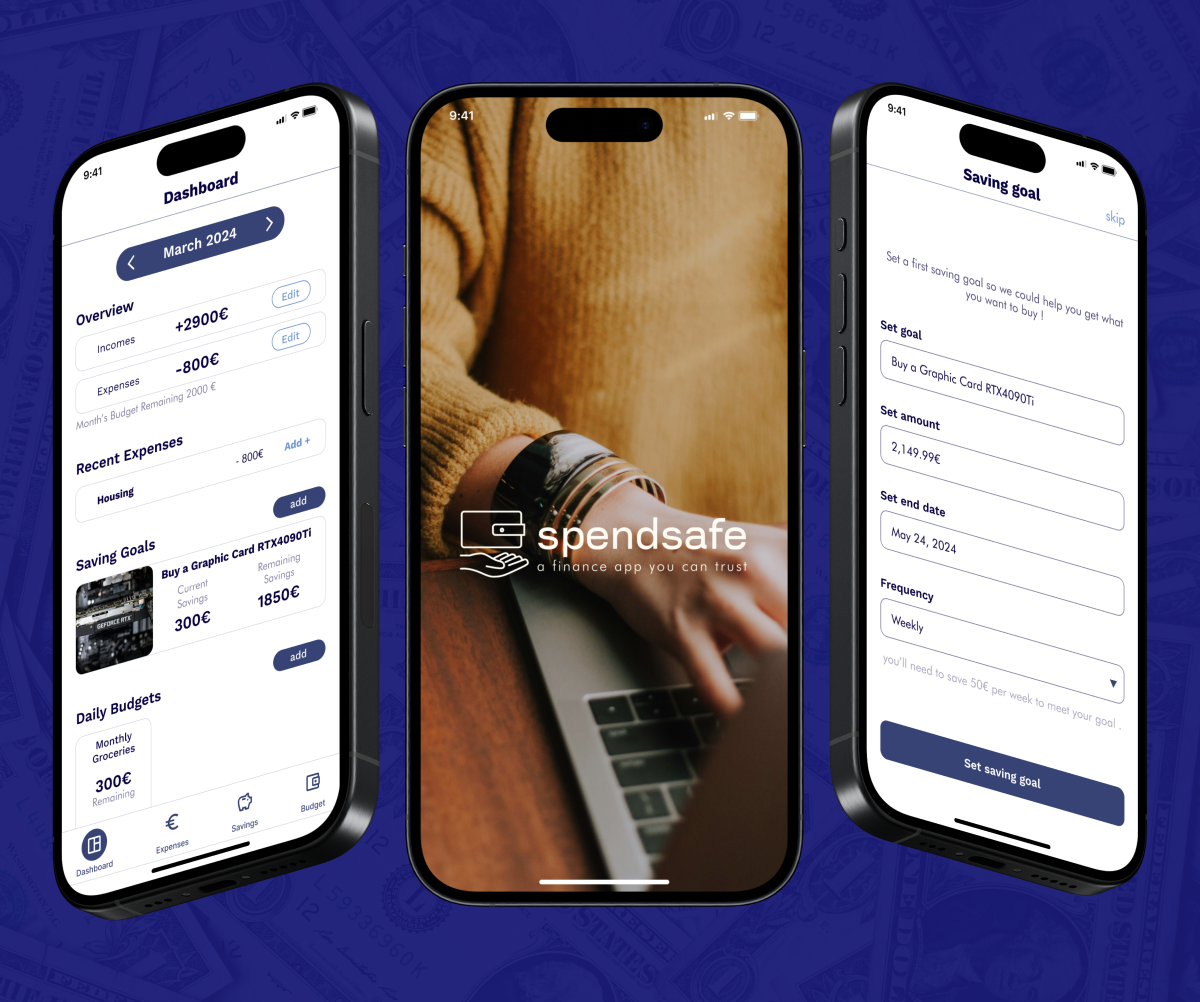 9:41
Dashboard
March 2024
Overview
Incomes
+2900€
Edit
Expenses
-800€
Edit
Month's Budget Remaining 2000 €
Recent Expenses
Housing
- 800€
Add +
add
Saving Goals
GEFORCE RTX
Buy a Graphic Card RTX4090Ti
Current
Savings
300€
Remaining
Savings
1850€
add
Daily Budgets
Monthly
Groceries
300€
Remaining
Dashboard
Expenses
Savings
Budget
9:41
spendsafe
a finance app you can trust
9:41
Saving goal
skip
Set a first saving goal so we could help you get what
you want to buy !
Set goal
Buy a Graphic Card RTX4090Ti
Set amount
2,149.99€
Set end date
May 24, 2024
Frequency
Weekly
you'll need to save 50€ per week to meet your goal .
Set saving goal